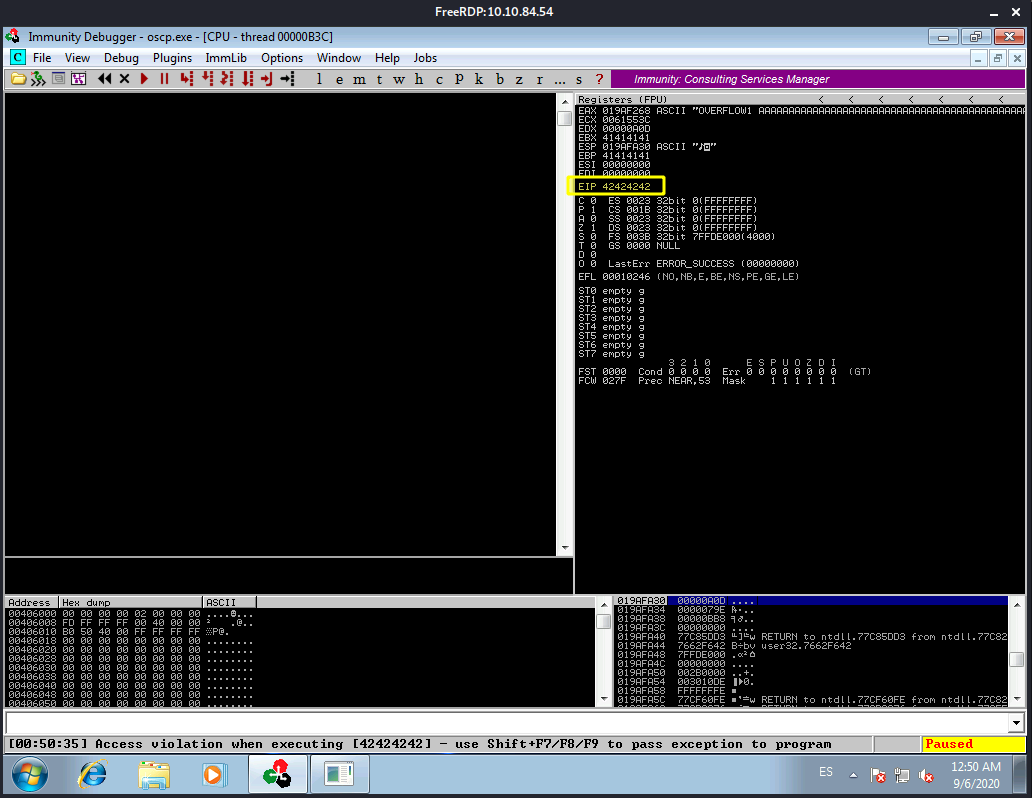 FreeRDP:10.10.84.54
Immunity Debugger - oscp.exe - [CPU - thread 00000B3C]
C File View Debug Plugins ImmLib Options Window Help Jobs
l e m t w h c P k b z r ... s ? Immunity: Consulting Services Manager
Registers (FPU) < < < < < < <
EAX 019AF268 ASCII "OVERFLOW1 AAAAAAAAAAAAAAAAAAAAAAAAAAAAAAAAAAAA
ECX 0061553C
EDX 00000A0D
EBX 41414141
ESP 019AFA30 ASCII
EBP 41414141
ESI 00000000
EDI 00000000
EIP 42424242
C 0 ES 0023 32bit 0(FFFFFFFF)
P 1 CS 001B 32bit 0(FFFFFFFF)
A 0 SS 0023 32bit 0(FFFFFFFF)
Z 1 DS 0023 32bit 0(FFFFFFFF)
S 0 FS 003B 32bit 7FFDE000(4000)
T 0 GS 0000 NULL
D 0
O 0 LastErr ERROR_SUCCESS (00000000)
EFL 00010246 (NO,NB,E,BE,NS,PE,GE,LE)
ST0 empty g
ST1 empty g
ST2 empty g
ST3 empty g
ST4 empty g
ST5 empty g
ST6 empty g
ST7 empty g
3 2 1 0 E S P U O Z D I
FST 0000 Cond 0 0 0 0 Err 0 0 0 0 0 0 0 0 (GT)
FCW 027F Prec NEAR,53 Mask 1 1 1 1 1 1
Address Hex dump ASCII
00406000 00 00 00 00 02 00 00 00
00406008 FD FF FF FF 00 40 00 00
00406010 B0 50 40 00 FF FF FF FF
00406018 00 00 00 00 00 00 00 00 ........
00406020 00 00 00 00 00 00 00 00 ........
00406028 00 00 00 00 00 00 00 00 ........
00406030 00 00 00 00 00 00 00 00 ........
00406038 00 00 00 00 00 00 00 00 ........
00406040 00 00 00 00 00 00 00 00 ........
00406048 00 00 00 00 00 00 00 00 ........
00406050 00 00 00 00 00 00 00 00 ........
019AFA30 00000A0D ....
019AFA34 0000079E
019AFA38 00000BB8
019AFA3C 00000000 ....
019AFA40 77C85DD3 RETURN to ntdll.77C85DD3 from ntdll.77C82
019AFA44 7662F642 user32.7662F642
019AFA48 7FFDE000
019AFA4C 00000000 ....
019AFA50 002B0000 ..+.
019AFA54 003010DE
019AFA58 FFFFFFFE
019AFA5C 77CF60FE RETURN to ntdll.77CF60FE from ntdll.77C82
[00:50:35] Access violation when executing [42424242] - use Shift+F7/F8/F9 to pass exception to program
Paused
ES
12:50 AM
9/6/2020